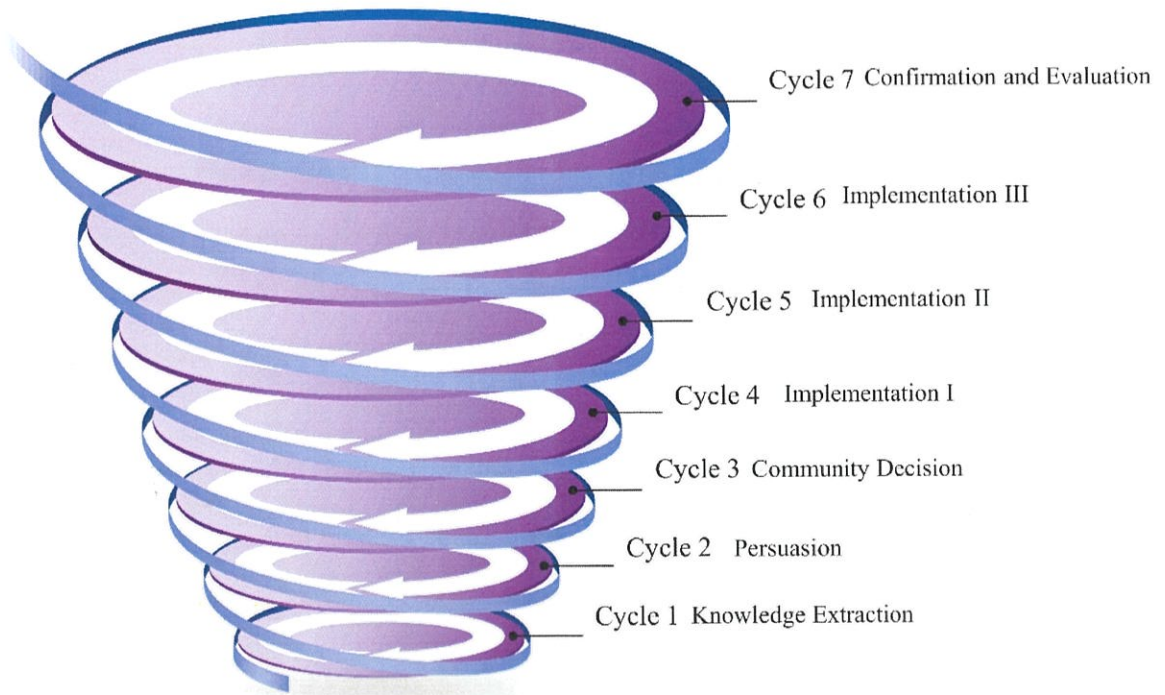 Cycle 7 Confirmation and Evaluation
Cycle 6 Implementation III
Cycle 5 Implementation II
Cycle 4 Implementation I
Cycle 3 Community Decision
Cycle 2 Persuasion
Cycle 1 Knowledge Extraction